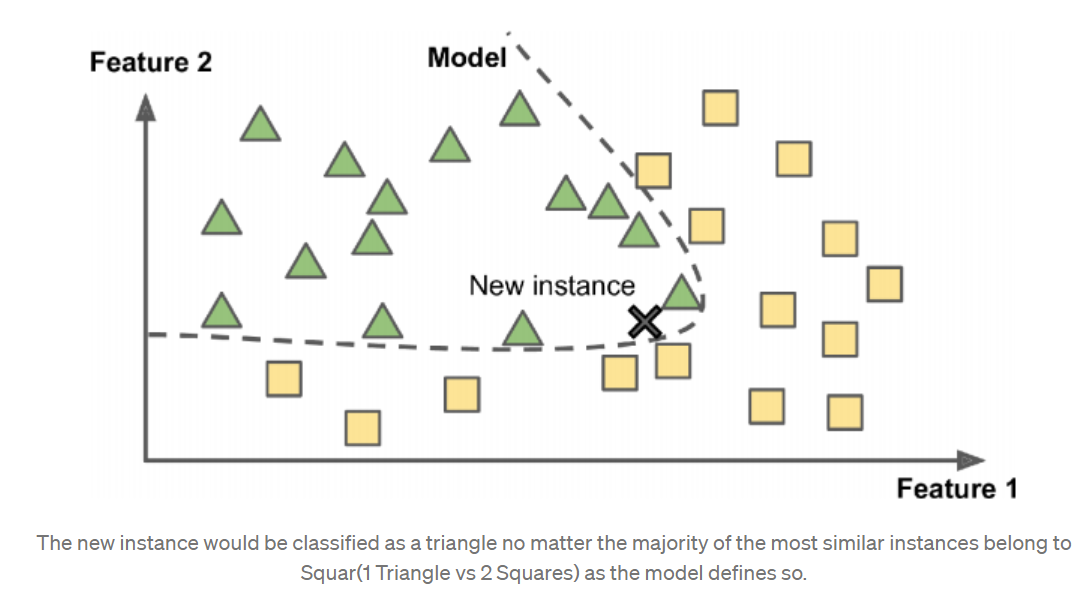 Feature 2
Model
New instance
Feature 1
The new instance would be classified as a triangle no matter the majority of the most similar instances belong to
Squar(1 Triangle vs 2 Squares) as the model defines so.